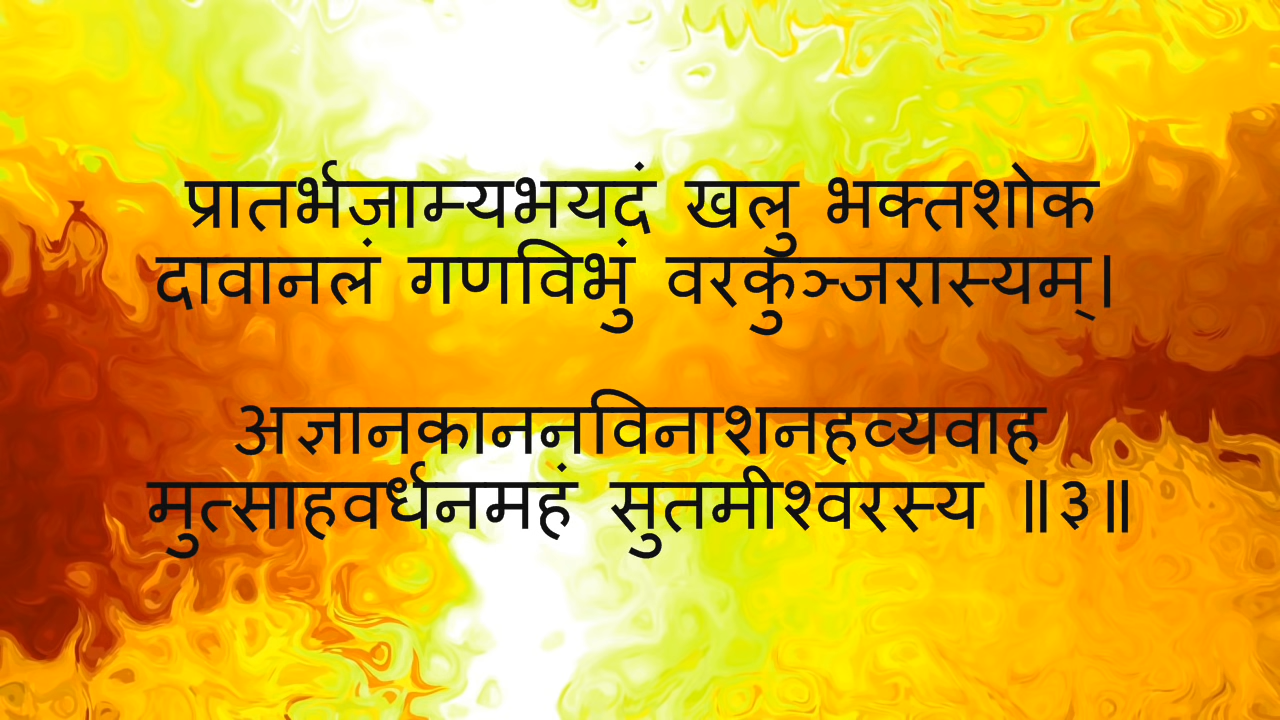 प्रातर्भजाम्यभयदं खलु भक्तशोक
दावानलं गणविभुं वरकुञ्जरास्यम्।
अज्ञानकाननविनाशनहव्यवाह
मुत्साहवर्धनमहं सुतमीश्वरस्य ॥३॥